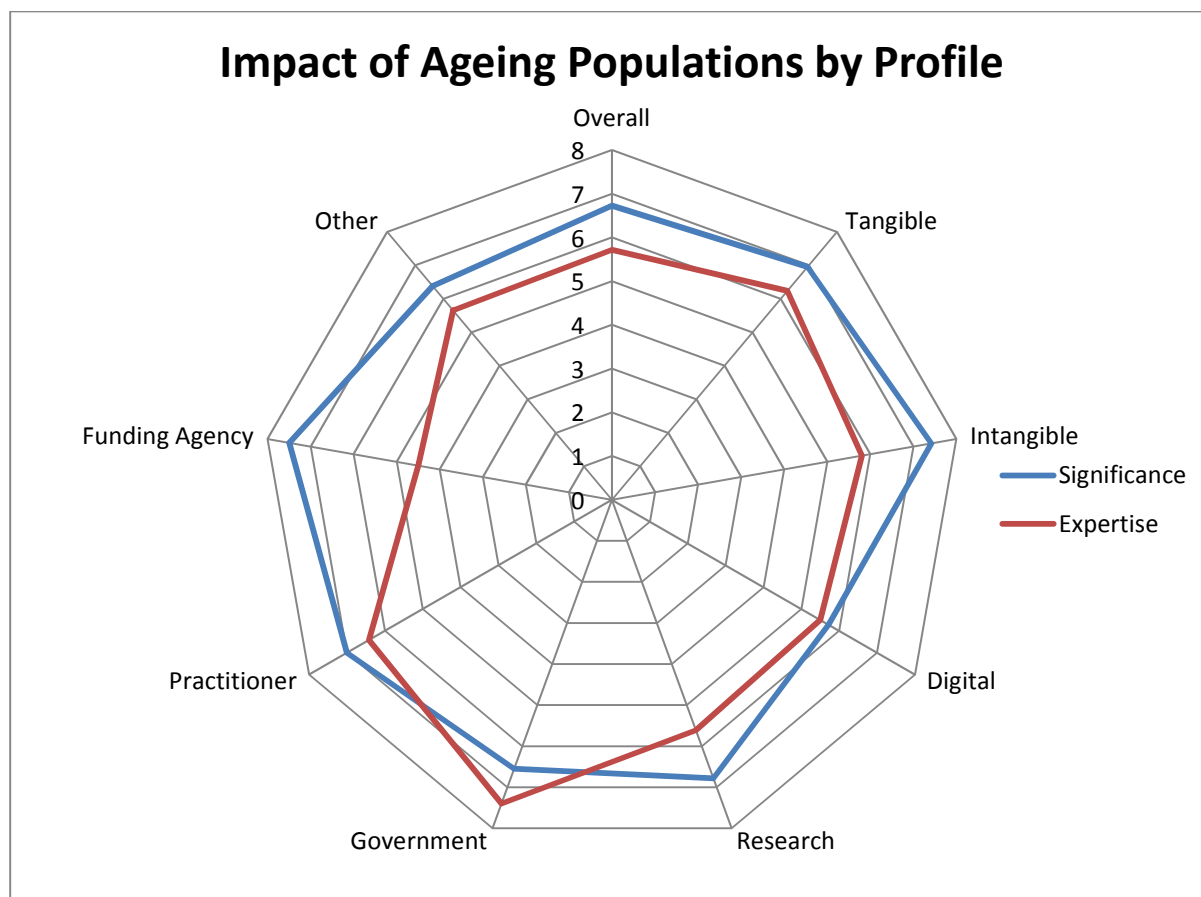 Impact of Ageing Populations by Profile
Overall
8
7
6
5
4
3
2
1
0
Tangible
Intangible
Digital
Research
Government
Practitioner
Funding Agency
Other
Significance
Expertise